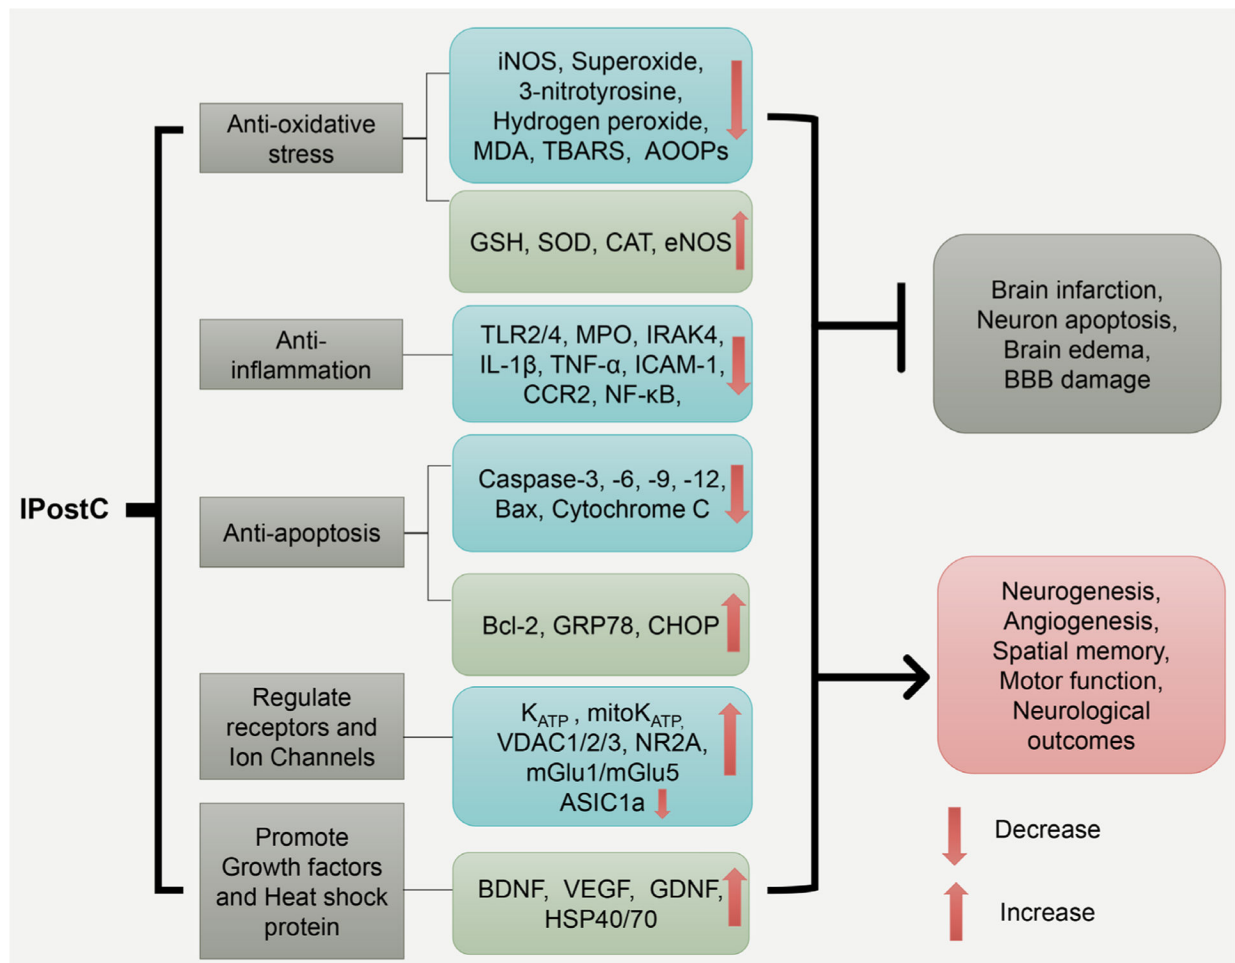 IPostC
Anti-oxidative
stress
iNOS, Superoxide,
3-nitrotyrosine,
Hydrogen peroxide,
MDA, TBARS, AOOPs
GSH, SOD, CAT, eNOS
Anti-
inflammation
TLR2/4, MPO, IRAK4,
IL-1β, TNF-α, ICAM-1,
CCR2, NF-κB,
Anti-apoptosis
Caspase-3, -6, -9, -12,
Bax, Cytochrome C
Bcl-2, GRP78, CHOP
Regulate
receptors and
Ion Channels
KATP , mitoKATP,
VDAC1/2/3, NR2A,
mGlu1/mGlu5
ASIC1a
Promote
Growth factors
and Heat shock
protein
BDNF, VEGF, GDNF,
HSP40/70
Brain infarction,
Neuron apoptosis,
Brain edema,
BBB damage
Neurogenesis,
Angiogenesis,
Spatial memory,
Motor function,
Neurological
outcomes
Decrease
Increase